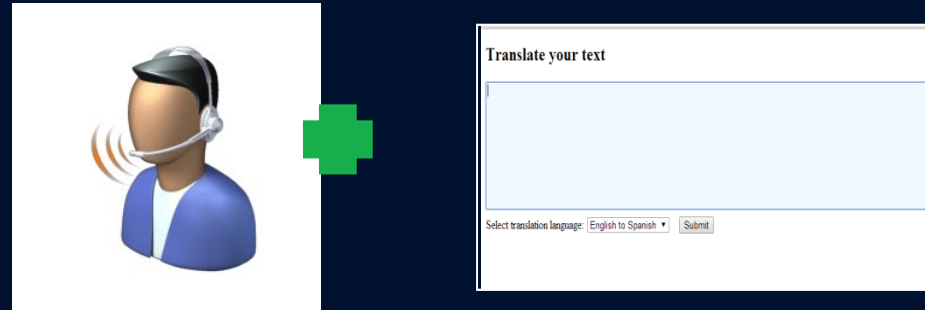 Translate your text
Select translation language: English to Spanish Submit